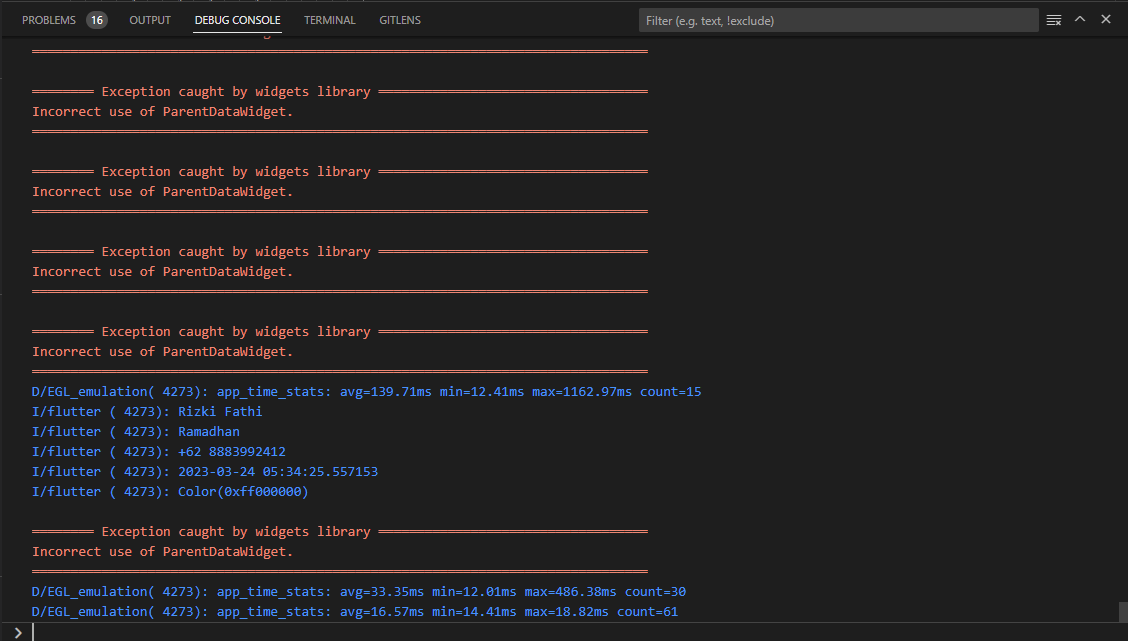 PROBLEMS 16 OUTPUT DEBUG CONSOLE TERMINAL GITLENS Filter (e.g. text, !exclude)
════════ Exception caught by widgets library ═══════════════════════════════════
Incorrect use of ParentDataWidget.
════════════════════════════════════════════════════════════════════════════════
════════ Exception caught by widgets library ═══════════════════════════════════
Incorrect use of ParentDataWidget.
════════════════════════════════════════════════════════════════════════════════
════════ Exception caught by widgets library ═══════════════════════════════════
Incorrect use of ParentDataWidget.
════════════════════════════════════════════════════════════════════════════════
════════ Exception caught by widgets library ═══════════════════════════════════
Incorrect use of ParentDataWidget.
════════════════════════════════════════════════════════════════════════════════
D/EGL_emulation( 4273): app_time_stats: avg=139.71ms min=12.41ms max=1162.97ms count=15
I/flutter ( 4273): Rizki Fathi
I/flutter ( 4273): Ramadhan
I/flutter ( 4273): +62 8883992412
I/flutter ( 4273): 2023-03-24 05:34:25.557153
I/flutter ( 4273): Color(0xff000000)
════════ Exception caught by widgets library ═══════════════════════════════════
Incorrect use of ParentDataWidget.
════════════════════════════════════════════════════════════════════════════════
D/EGL_emulation( 4273): app_time_stats: avg=33.35ms min=12.01ms max=486.38ms count=30
D/EGL_emulation( 4273): app_time_stats: avg=16.57ms min=14.41ms max=18.82ms count=61